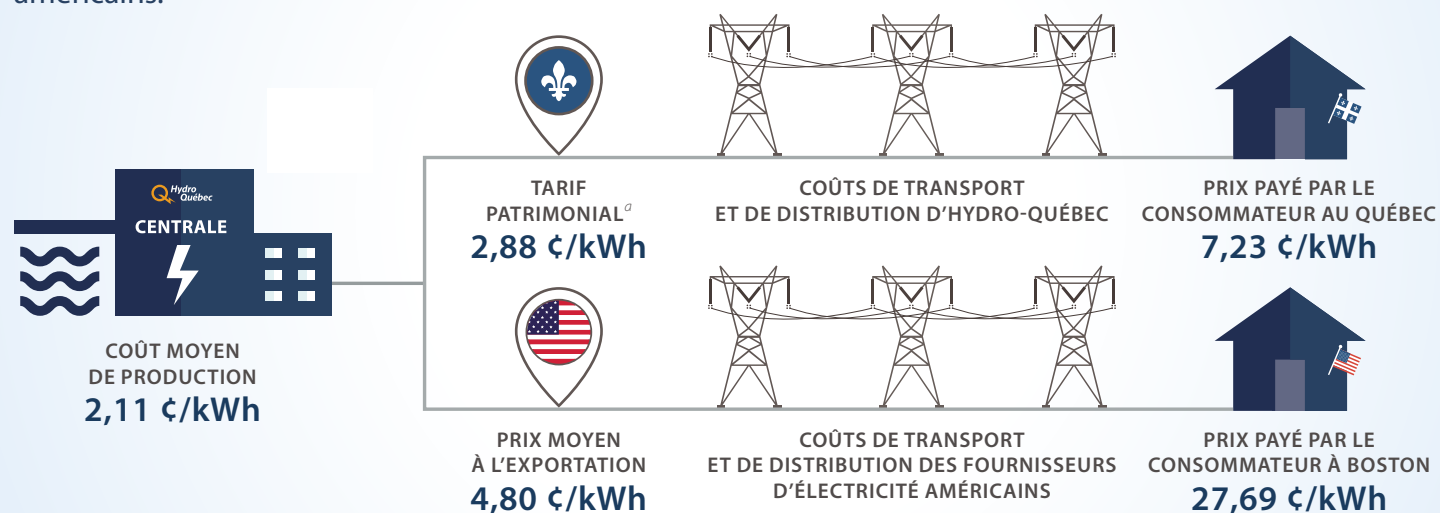 américains.
Hydro
Québec
CENTRALE
COÛT MOYEN
DE PRODUCTION
2,11 ¢/kWh
TARIF
PATRIMONIALa
2,88 ¢/kWh
COÛTS DE TRANSPORT
ET DE DISTRIBUTION D’HYDRO-QUÉBEC
PRIX PAYÉ PAR LE
CONSOMMATEUR AU QUÉBEC
7,23 ¢/kWh
PRIX MOYEN
À L’EXPORTATION
4,80 ¢/kWh
COÛTS DE TRANSPORT
ET DE DISTRIBUTION DES FOURNISSEURS
D’ÉLECTRICITÉ AMÉRICAINS
PRIX PAYÉ PAR LE
CONSOMMATEUR À BOSTON
27,69 ¢/kWh